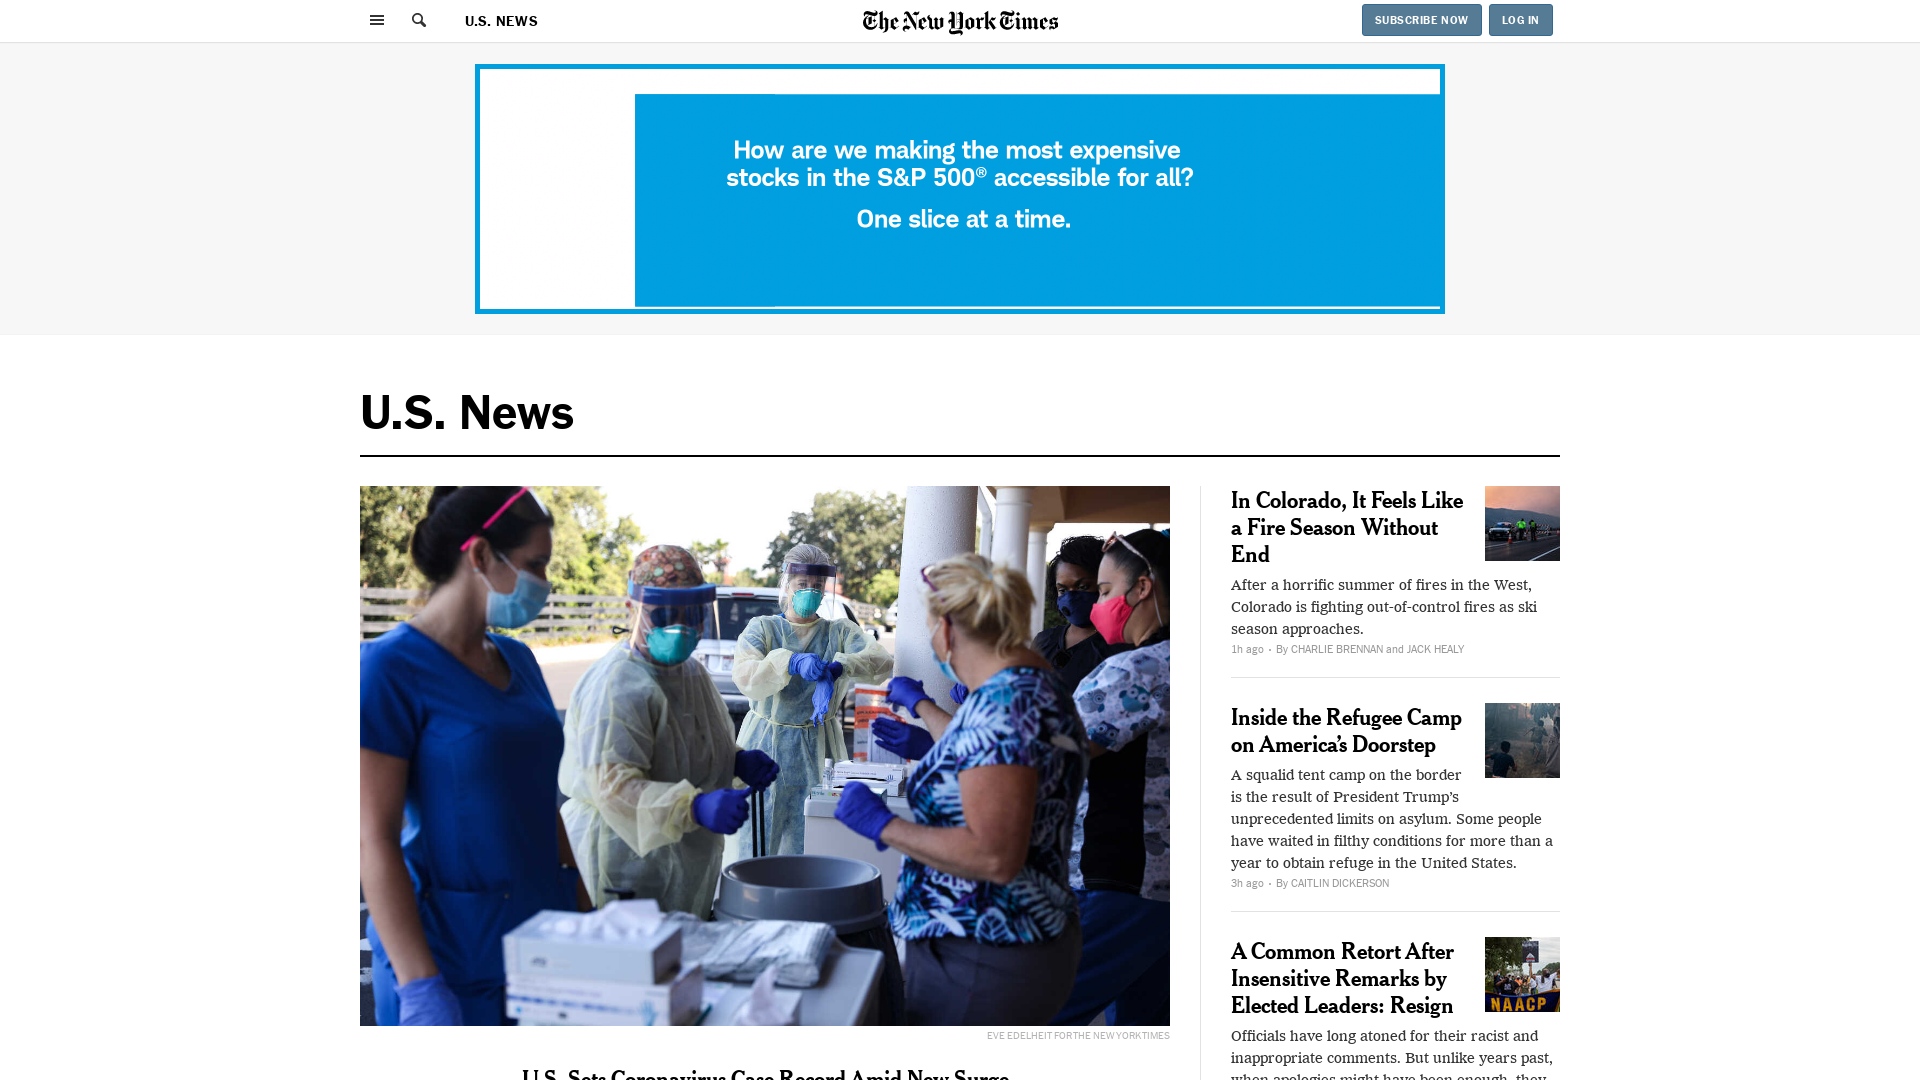 U.S. NEWS
The New York Times
SUBSCRIBE NOW
LOG IN
How are we making the most expensive
stocks in the S&P 500® accessible for all?
One slice at a time.
U.S. News
EVE EDELHEIT FOR THE NEW YORK TIMES
U.S. Sets Coronavirus Case Record Amid New Surge
In Colorado, It Feels Like
a Fire Season Without
End
After a horrific summer of fires in the West,
Colorado is fighting out-of-control fires as ski
season approaches.
1h ago · By CHARLIE BRENNAN and JACK HEALY
Inside the Refugee Camp
on America’s Doorstep
A squalid tent camp on the border
is the result of President Trump’s
unprecedented limits on asylum. Some people
have waited in filthy conditions for more than a
year to obtain refuge in the United States.
3h ago · By CAITLIN DICKERSON
A Common Retort After
Insensitive Remarks by
Elected Leaders: Resign
NAACP
Officials have long atoned for their racist and
inappropriate comments. But unlike years past,
when apologies might have been enough, they